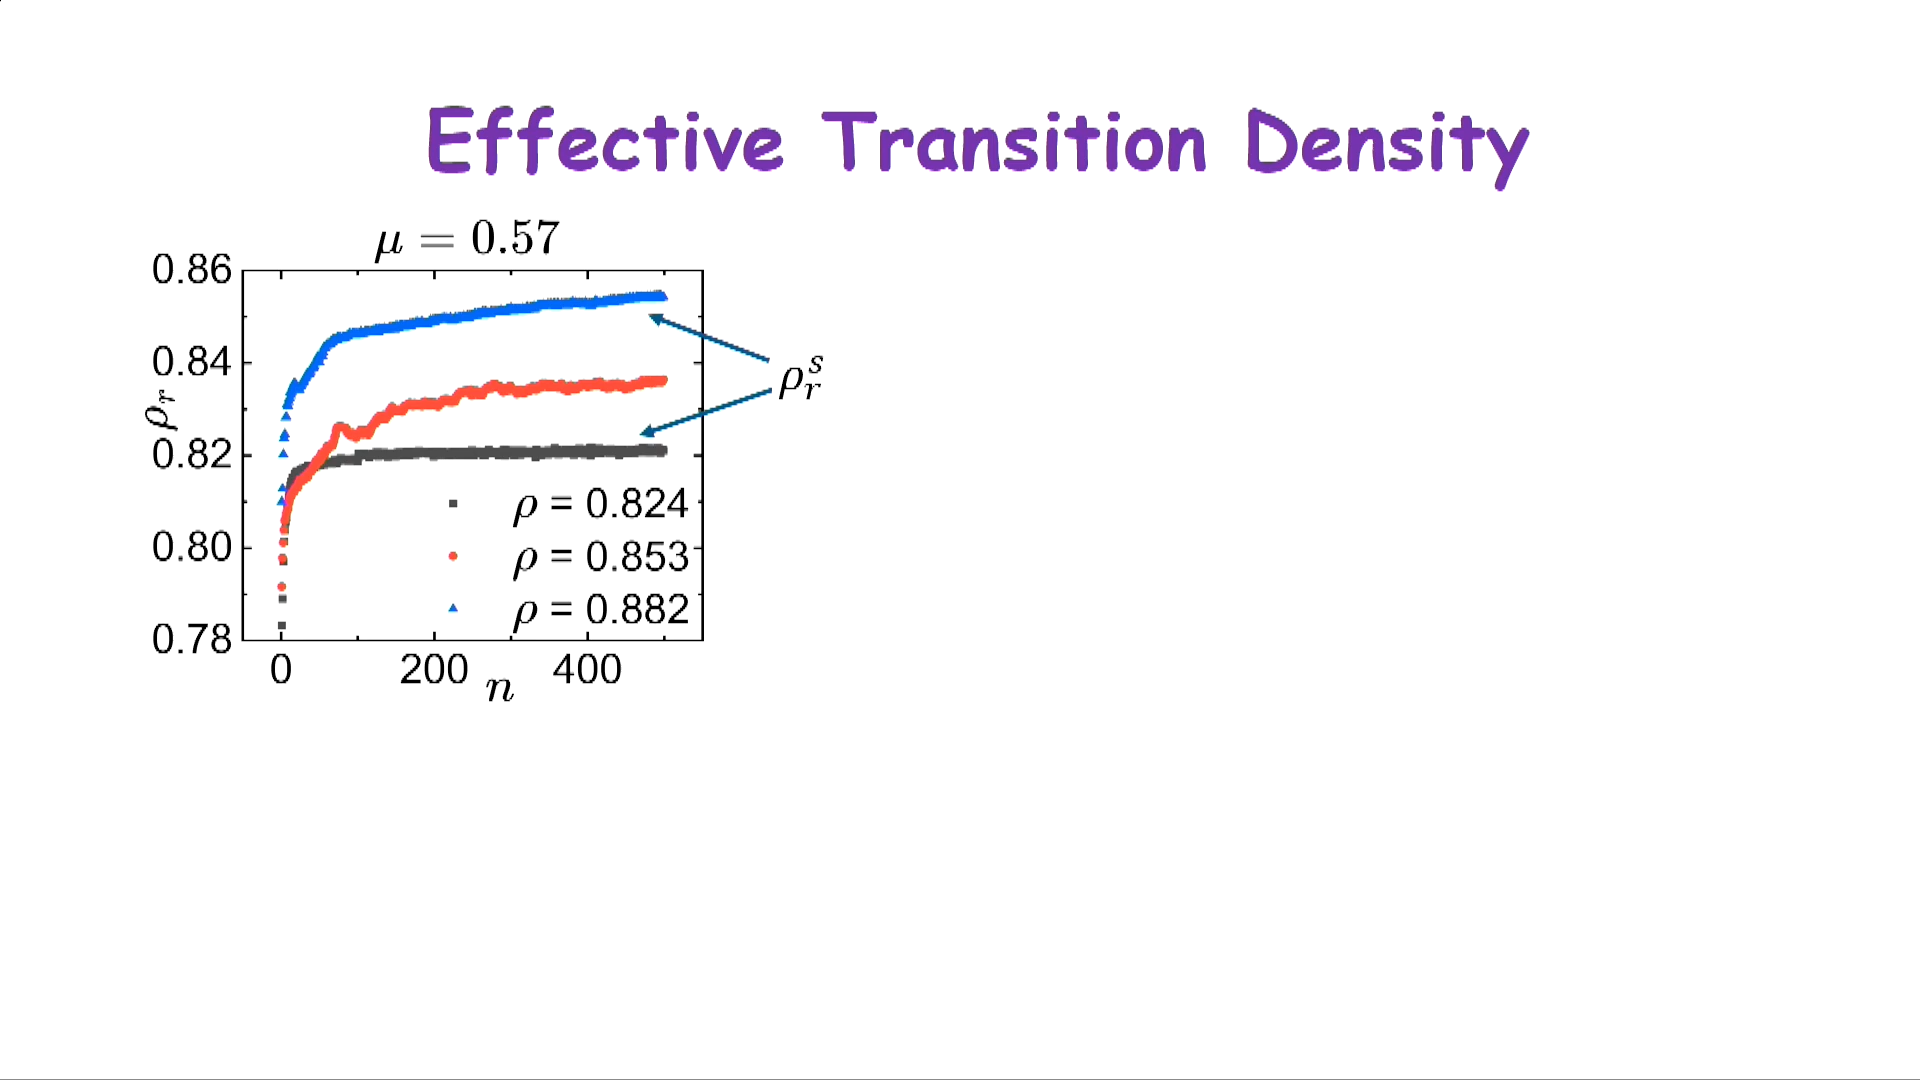 Effective Transition Density
μ = 0.57
0.86
0.84
0.82
0.80
0.78
ρ_r
ρ_r^s
ρ = 0.824
ρ = 0.853
ρ = 0.882
0 200 400
n